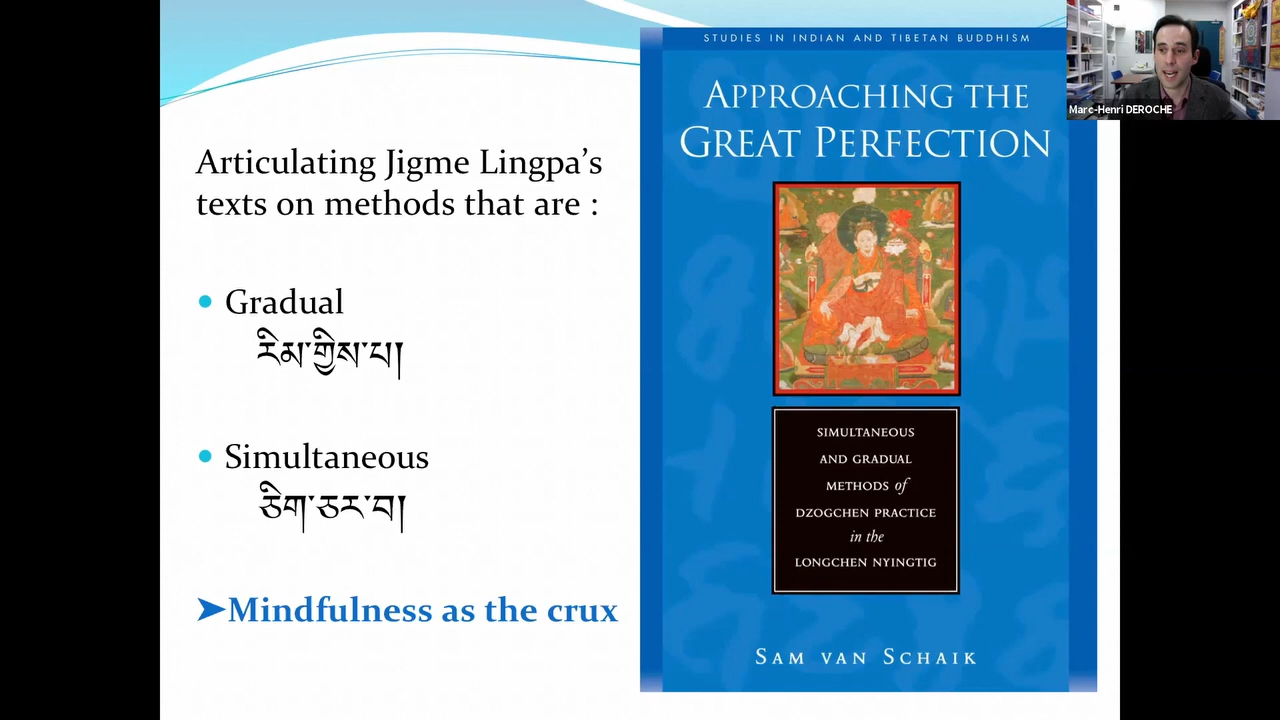 Articulating Jigme Lingpa’s
texts on methods that are :
• Gradual
རིམ་གྱིས་པ།
• Simultaneous
ཅིག་ཅར་བ།
➤Mindfulness as the crux
STUDIES IN INDIAN AND TIBETAN BUDDHISM
APPROACHING THE
GREAT PERFECTION
SIMULTANEOUS
AND GRADUAL
METHODS of
DZOGCHEN PRACTICE
in the
LONGCHEN NYINGTIG
SAM VAN SCHAIK
Marc-Henri DEROCHE